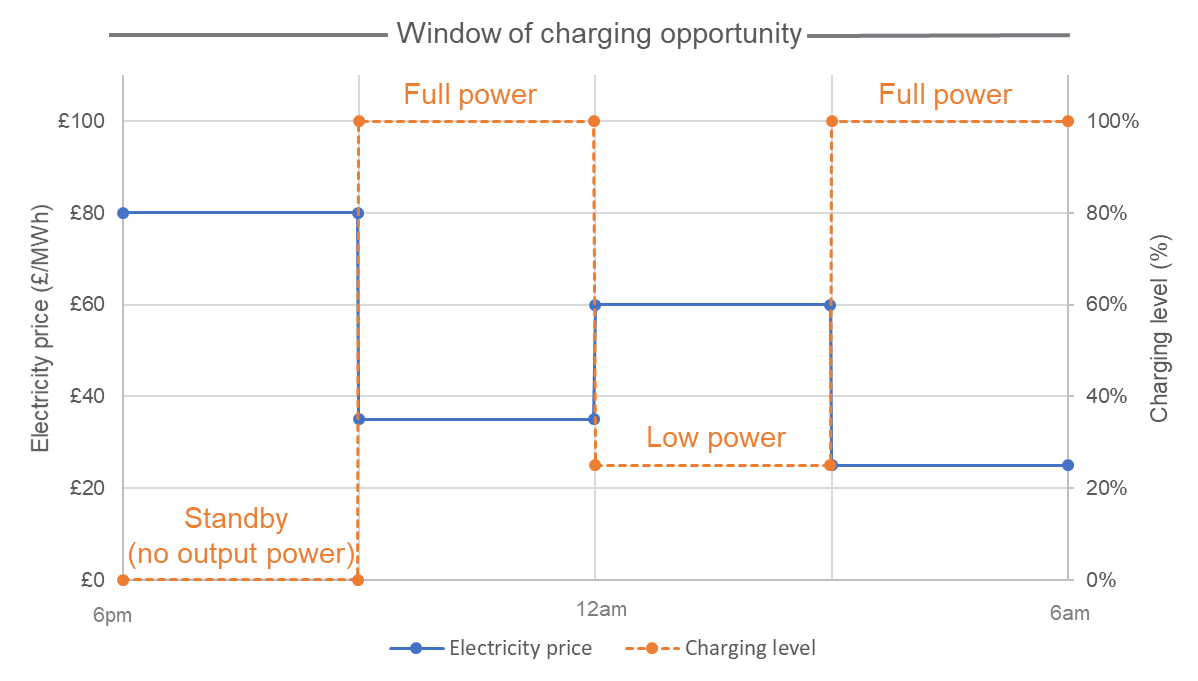 Window of charging opportunity
Full power
Full power
£100
100%
£80
80%
£60
60%
£40
40%
Low power
£20
20%
Standby
(no output power)
£0
0%
Electricity price (£/MWh)
Charging level (%)
6pm
12am
6am
Electricity price
Charging level